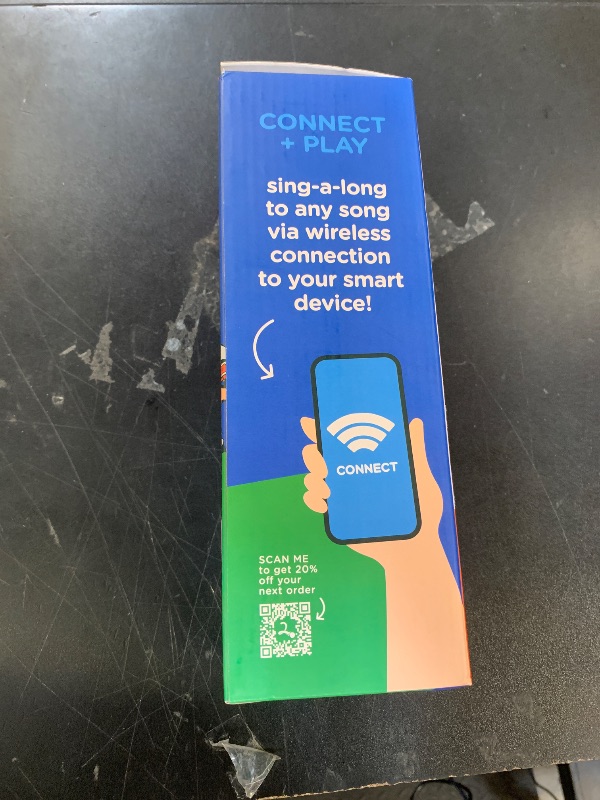 CONNECT
+ PLAY
sing-a-long
to any song
via wireless
connection
to your smart
device!
CONNECT
SCAN ME
to get 20%
off your
next order